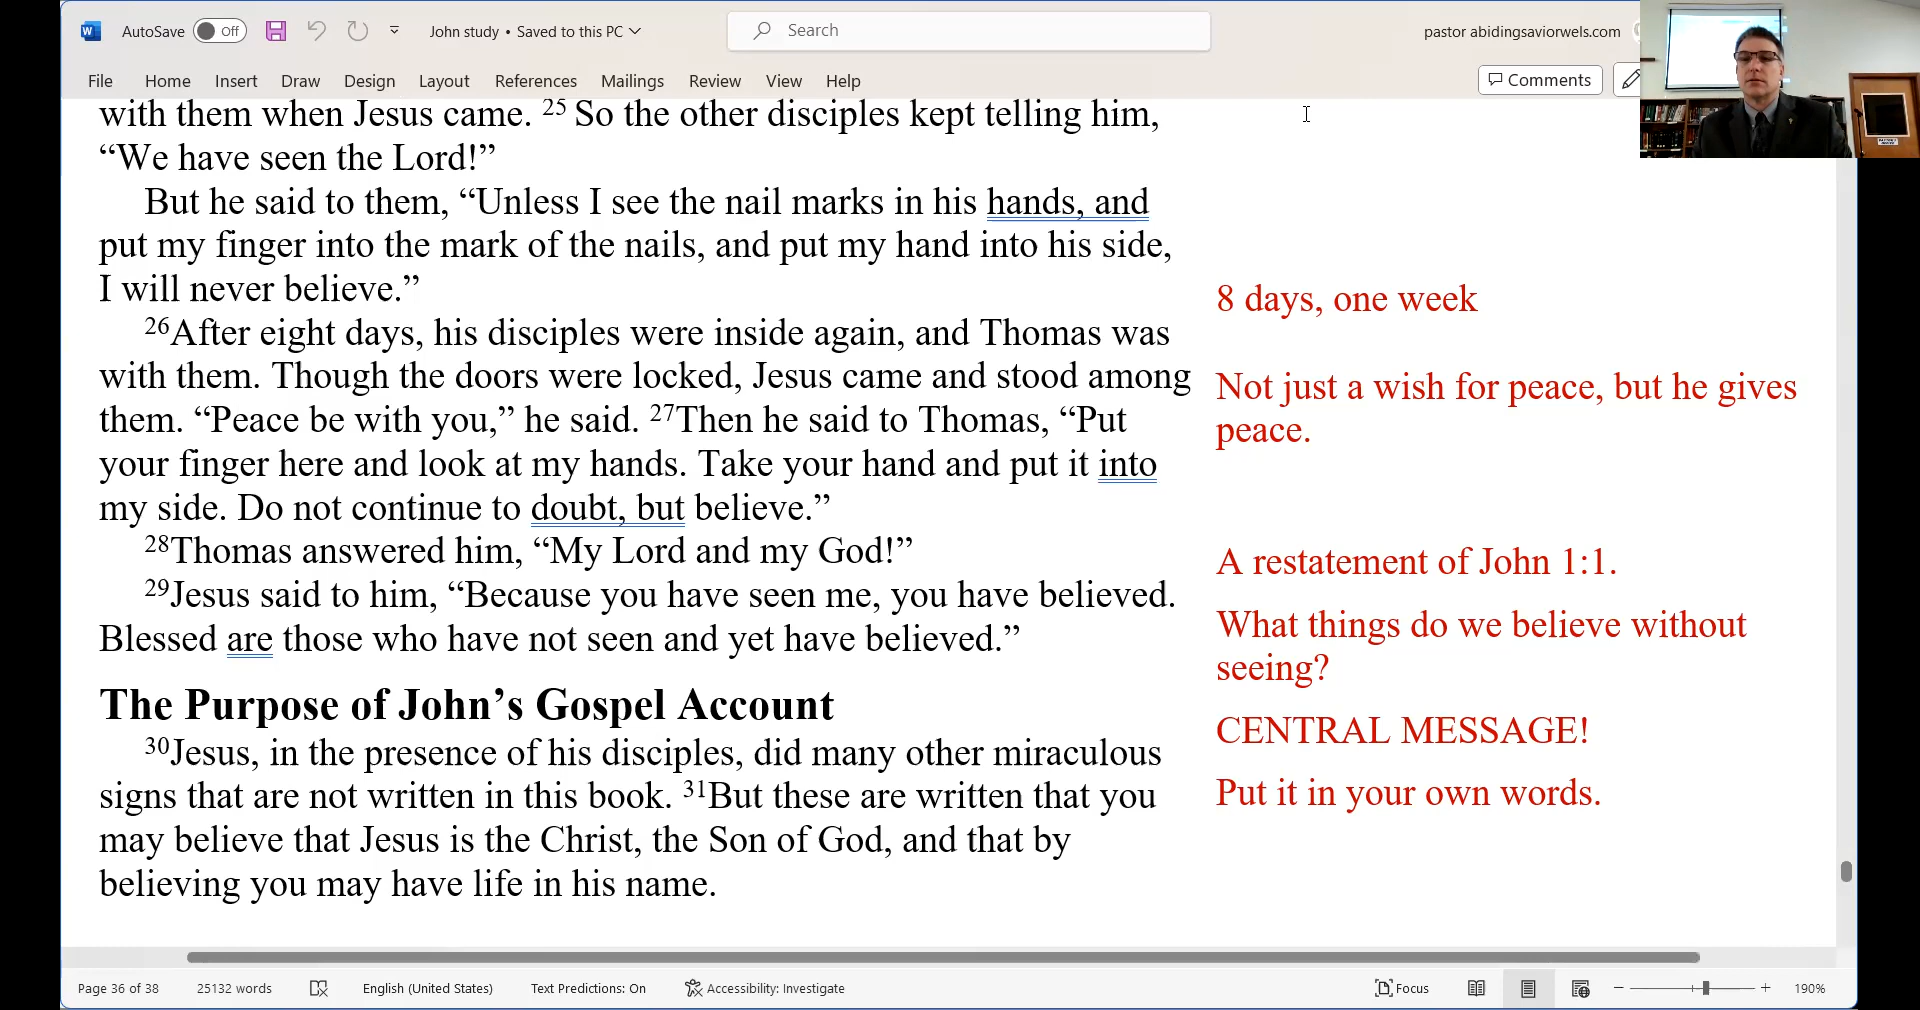 AutoSave Off John study • Saved to this PC Search pastor abidingsaviorwels.com
File Home Insert Draw Design Layout References Mailings Review View Help Comments
with them when Jesus came. 25 So the other disciples kept telling him,
“We have seen the Lord!”
But he said to them, “Unless I see the nail marks in his hands, and
put my finger into the mark of the nails, and put my hand into his side,
I will never believe.”
8 days, one week
26After eight days, his disciples were inside again, and Thomas was
with them. Though the doors were locked, Jesus came and stood among
them. “Peace be with you,” he said. 27Then he said to Thomas, “Put
your finger here and look at my hands. Take your hand and put it into
my side. Do not continue to doubt, but believe.”
Not just a wish for peace, but he gives
peace.
28Thomas answered him, “My Lord and my God!”
A restatement of John 1:1.
29Jesus said to him, “Because you have seen me, you have believed.
Blessed are those who have not seen and yet have believed.”
What things do we believe without
seeing?
The Purpose of John’s Gospel Account
CENTRAL MESSAGE!
30Jesus, in the presence of his disciples, did many other miraculous
signs that are not written in this book. 31But these are written that you
may believe that Jesus is the Christ, the Son of God, and that by
believing you may have life in his name.
Put it in your own words.
Page 36 of 38 25132 words English (United States) Text Predictions: On Accessibility: Investigate Focus 190%